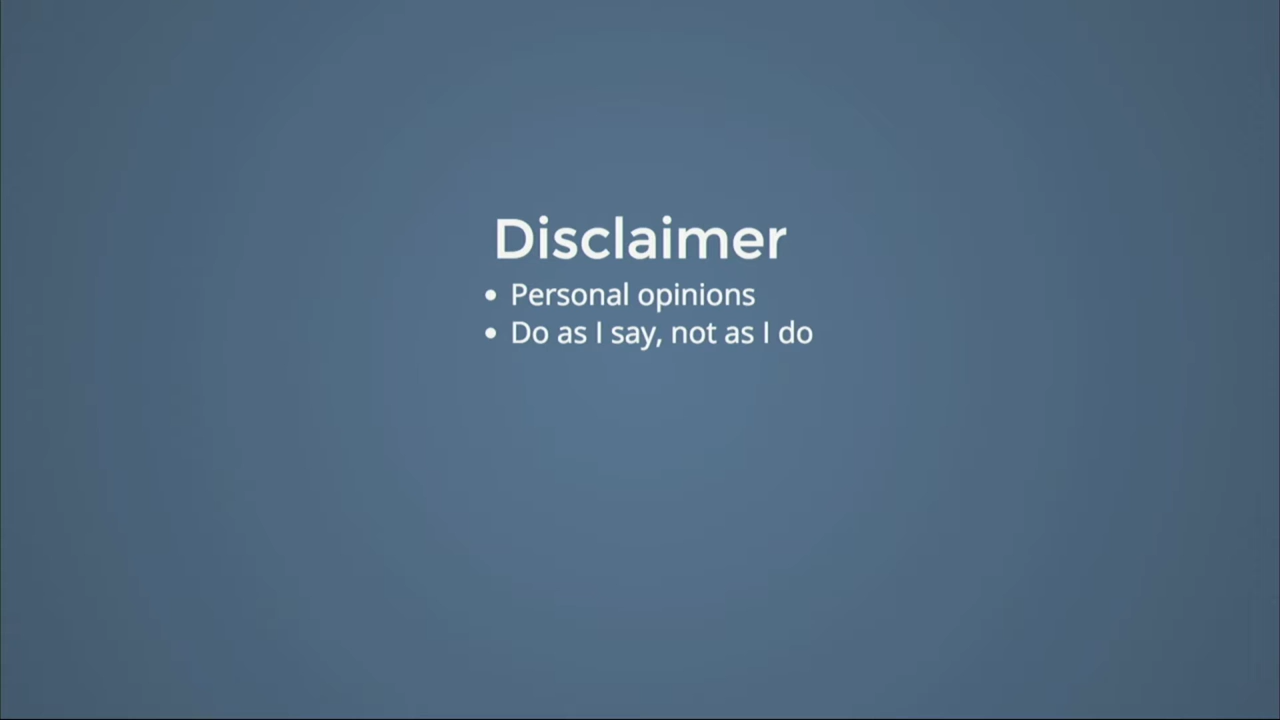 Disclaimer
• Personal opinions
• Do as I say, not as I do